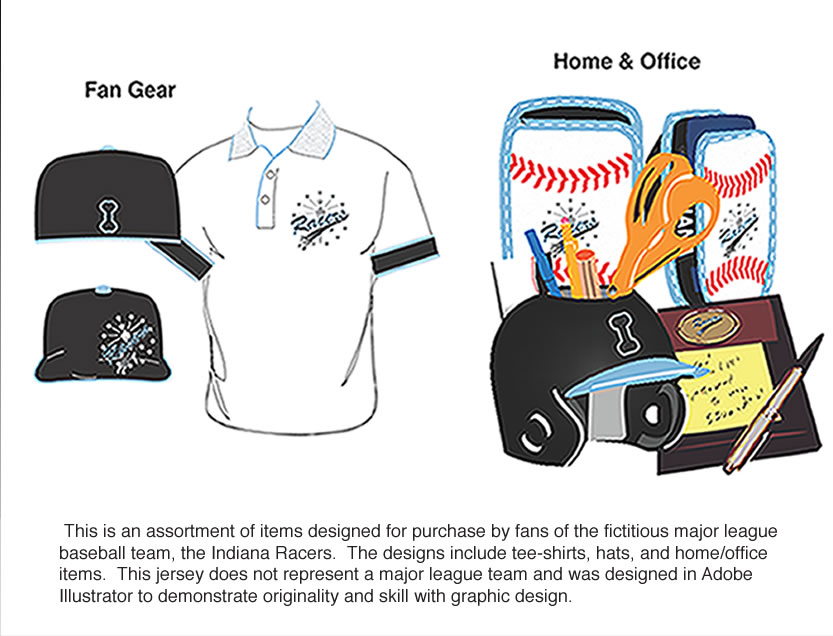 Home & Office
Fan Gear
Racers
Racers
Racers
This is an assortment of items designed for purchase by fans of the fictitious major league
baseball team, the Indiana Racers.  The designs include tee-shirts, hats, and home/office
items.  This jersey does not represent a major league team and was designed in Adobe
Illustrator to demonstrate originality and skill with graphic design.